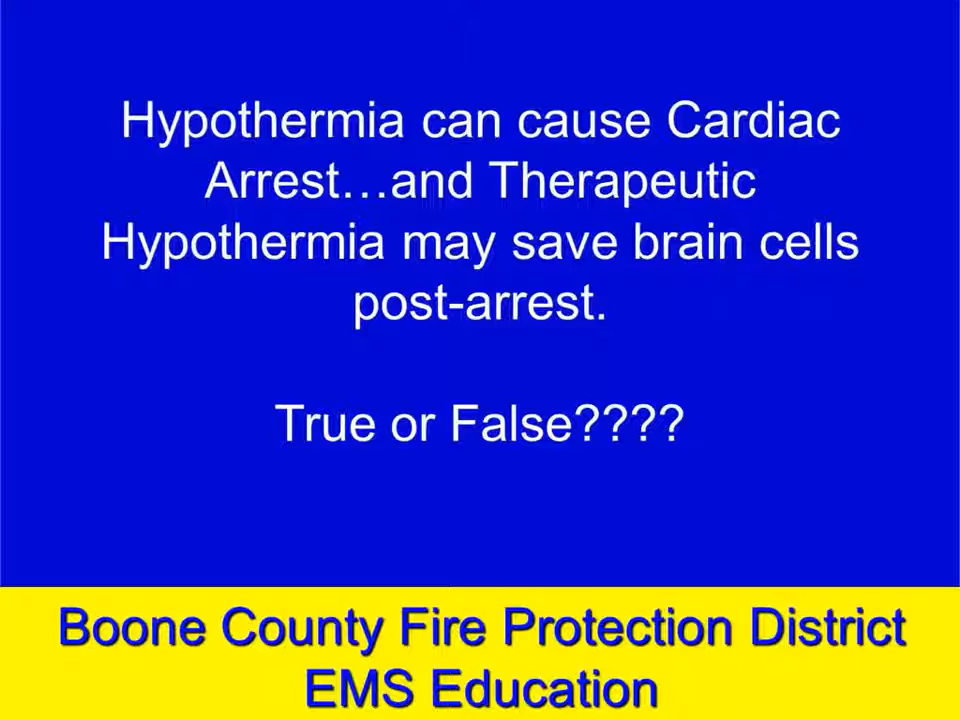 Hypothermia can cause Cardiac
Arrest…and Therapeutic
Hypothermia may save brain cells
post-arrest.
True or False????
Boone County Fire Protection District
EMS Education